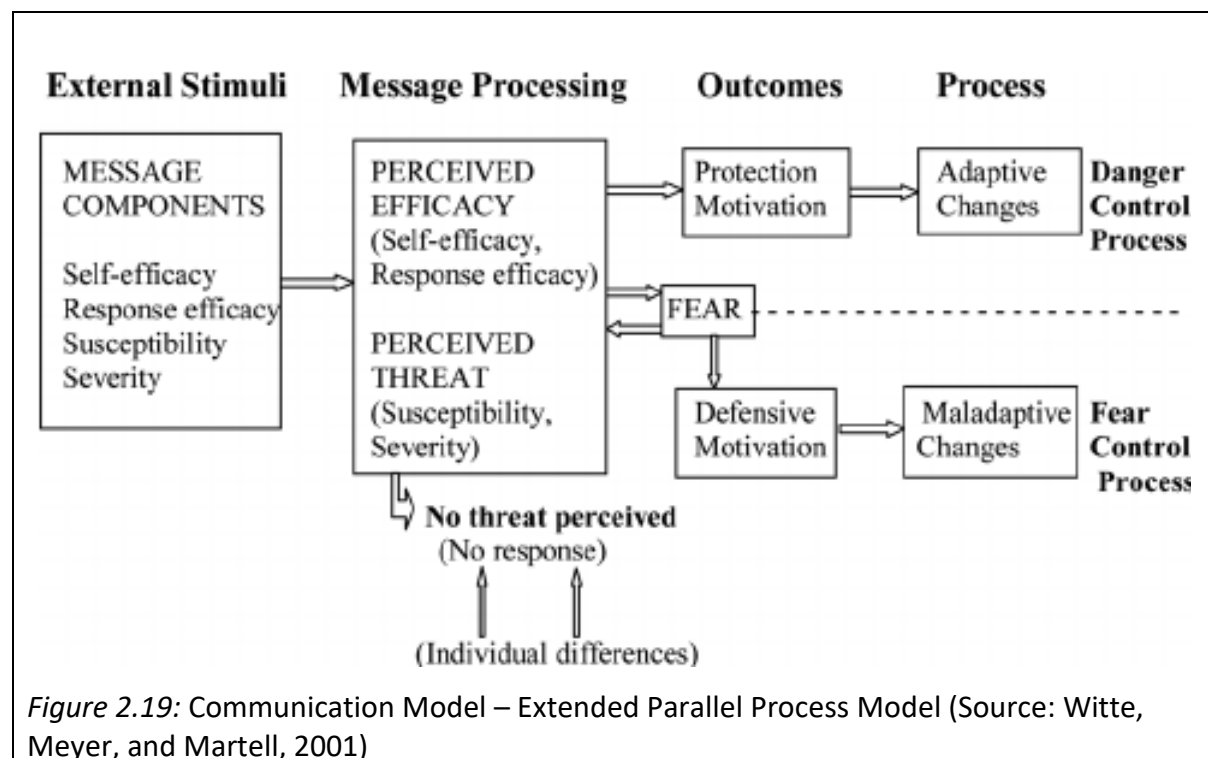 External Stimuli
Message Processing
Outcomes
Process
MESSAGE
COMPONENTS
Self-efficacy
Response efficacy
Susceptibility
Severity
PERCEIVED
EFFICACY
(Self-efficacy,
Response efficacy)
PERCEIVED
THREAT
(Susceptibility,
Severity)
Protection
Motivation
Adaptive
Changes
Danger
Control
Process
FEAR
Defensive
Motivation
Maladaptive
Changes
Fear
Control
Process
No threat perceived
(No response)
(Individual differences)
Figure 2.19: Communication Model – Extended Parallel Process Model (Source: Witte,
Meyer, and Martell, 2001)